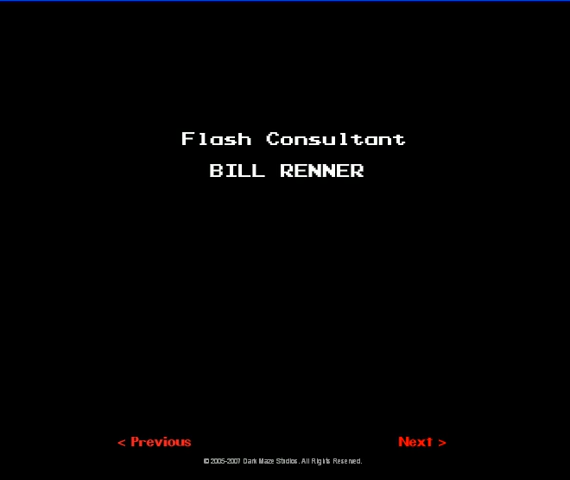 Flash Consultant
BILL RENNER
< Previous
Next >
© 2005-2007 Dark Maze Studios. All Rights Reserved.